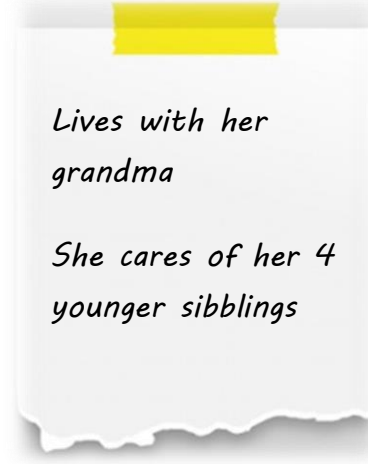 Lives with her
grandma
She cares of her 4
younger sibblings